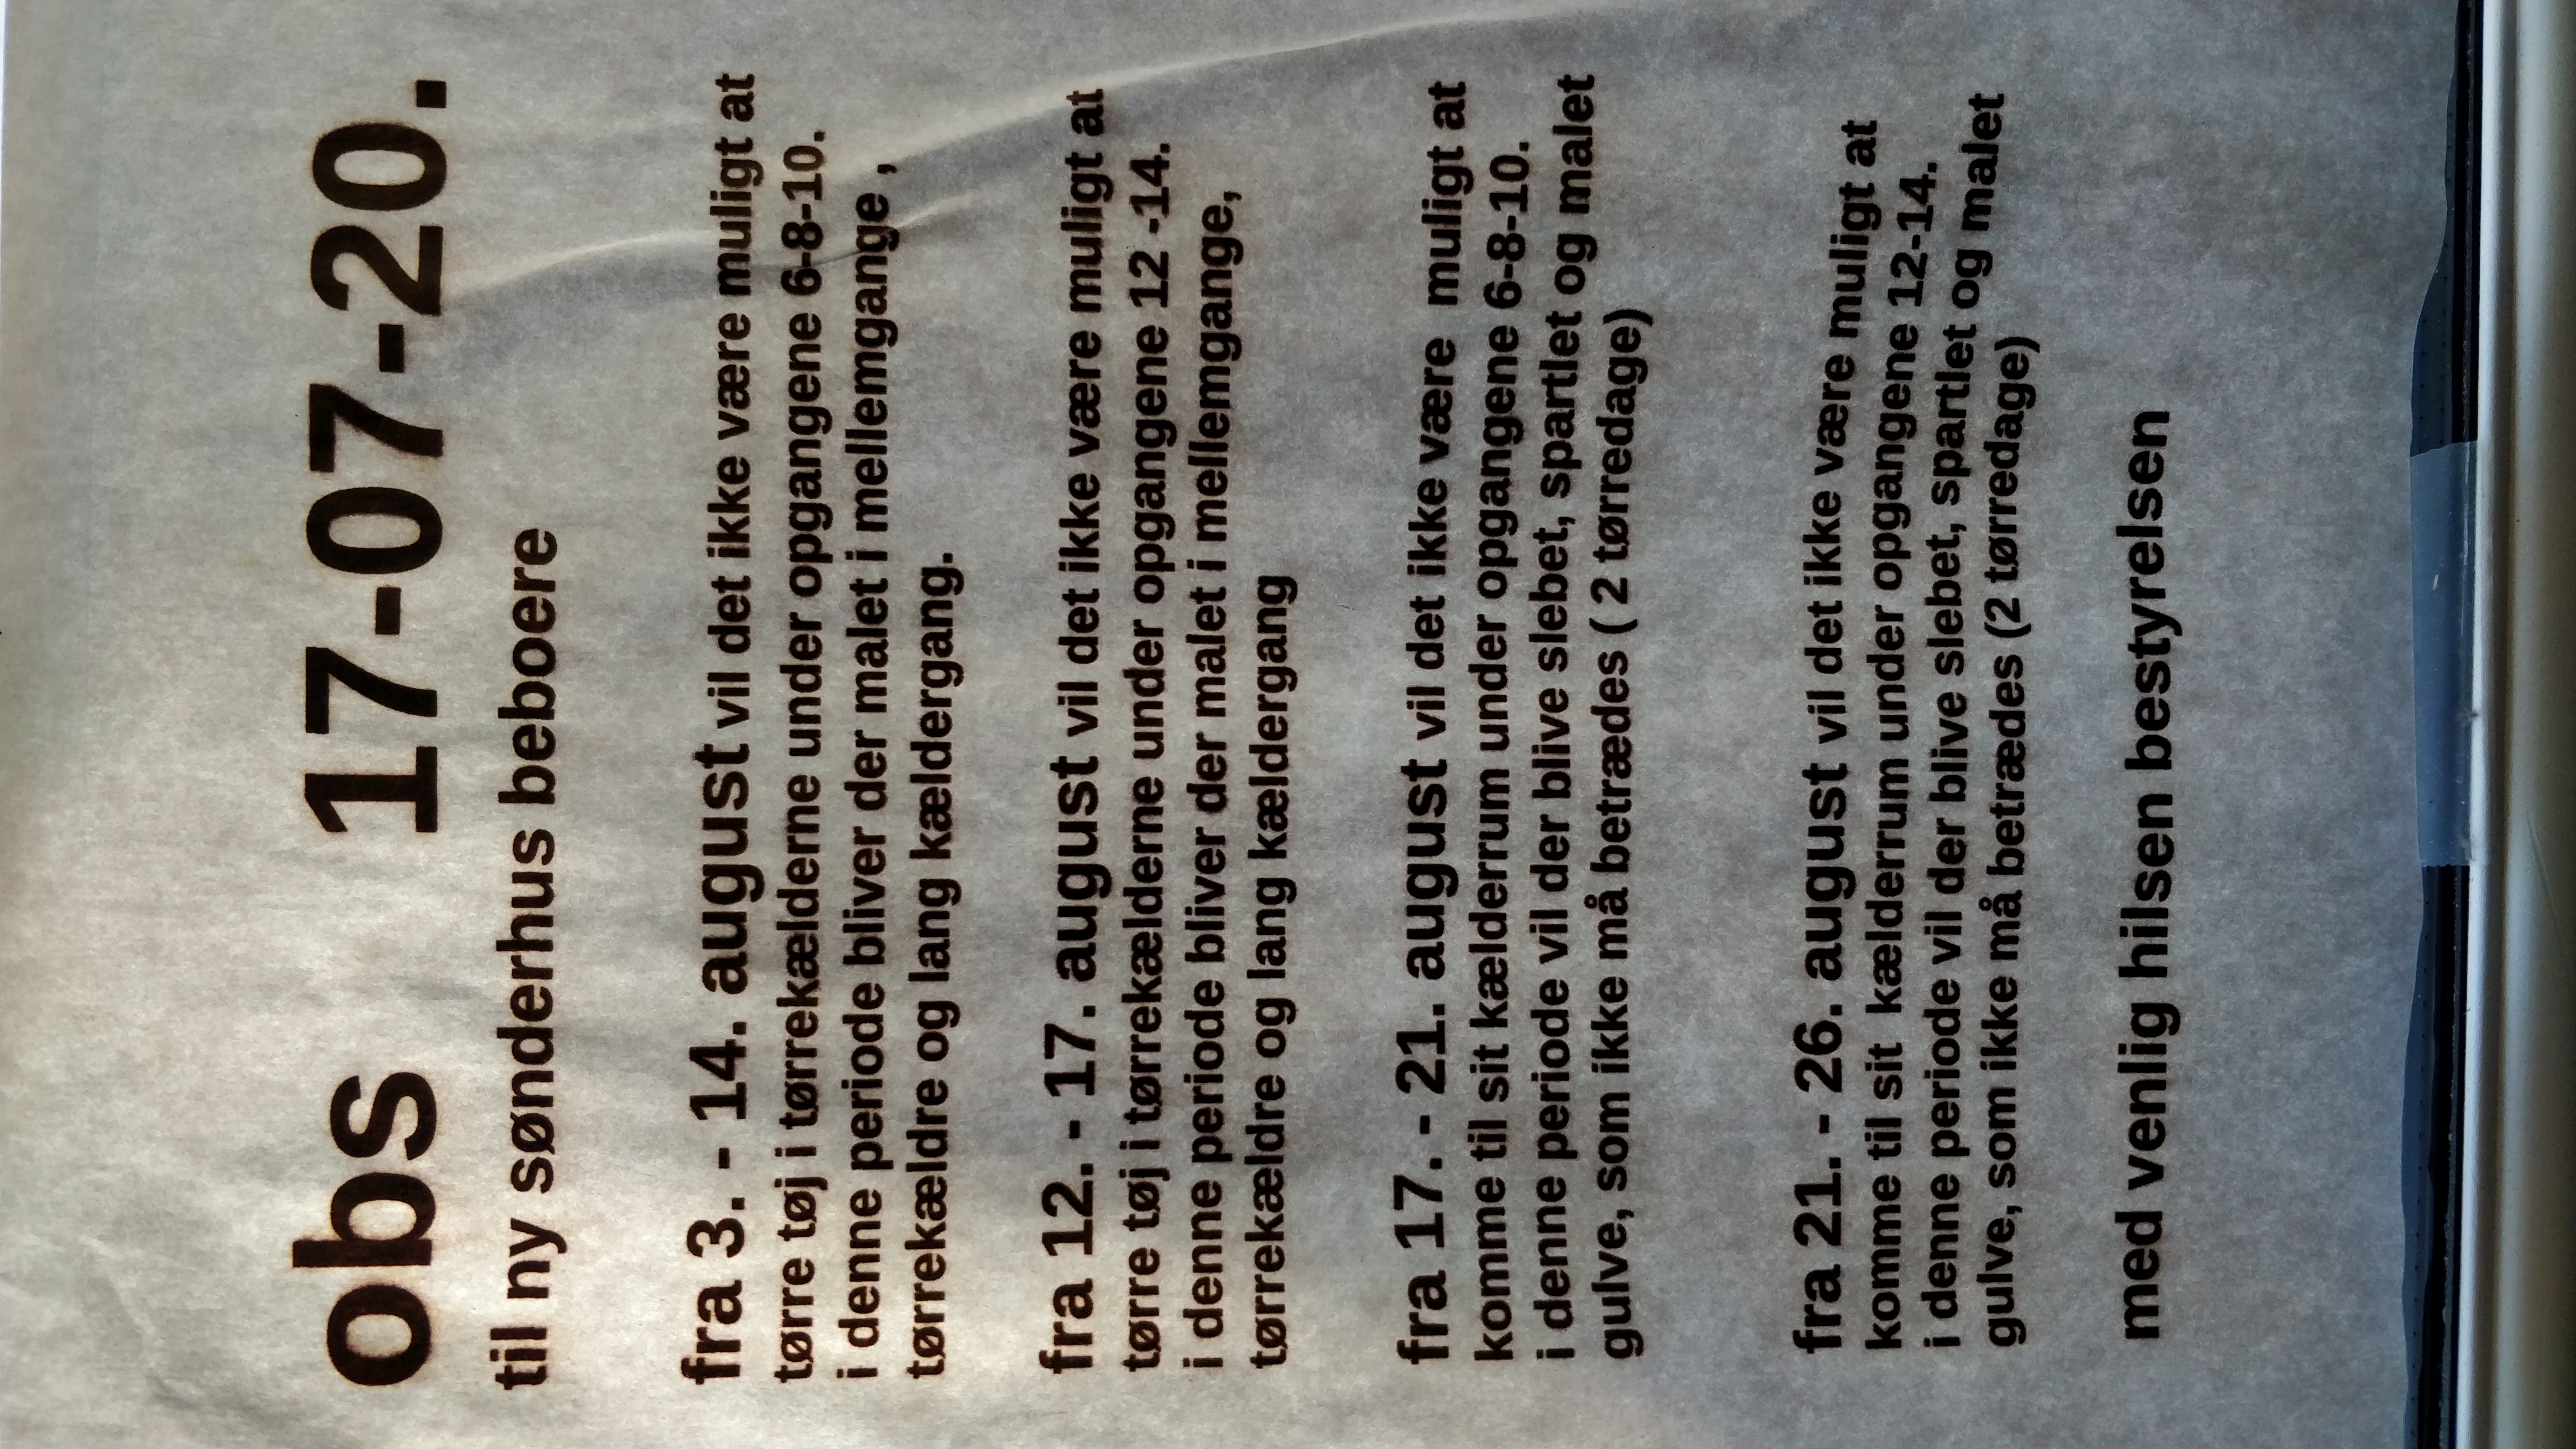 obs 17-07-20.
til ny sønderhus beboere
fra 3. - 14. august vil det ikke være muligt at
tørre tøj i tørrekælderne under opgangene 6-8-10.
i denne periode bliver der malet i mellemgange ,
tørrekældre og lang kældergang.
fra 12. - 17. august vil det ikke være muligt at
tørre tøj i tørrekælderne under opgangene 12 -14.
i denne periode bliver der malet i mellemgange,
tørrekældre og lang kældergang
fra 17. - 21. august vil det ikke være muligt at
komme til sit kælderrum under opgangene 6-8-10.
i denne periode vil der blive slebet, spartlet og malet
gulve, som ikke må betrædes ( 2 tørredage)
fra 21. - 26. august vil det ikke være muligt at
komme til sit kælderrum under opgangene 12-14.
i denne periode vil der blive slebet, spartlet og malet
gulve, som ikke må betrædes (2 tørredage)
med venlig hilsen bestyrelsen